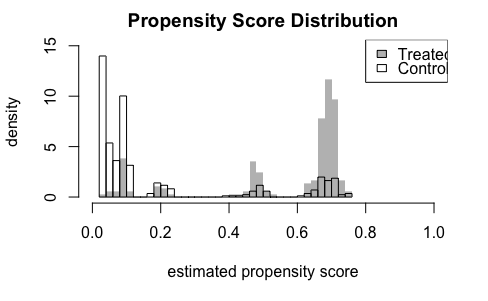 Propensity Score Distribution
Treated
Control
15
10
5
0
density
0.0 0.2 0.4 0.6 0.8 1.0
estimated propensity score